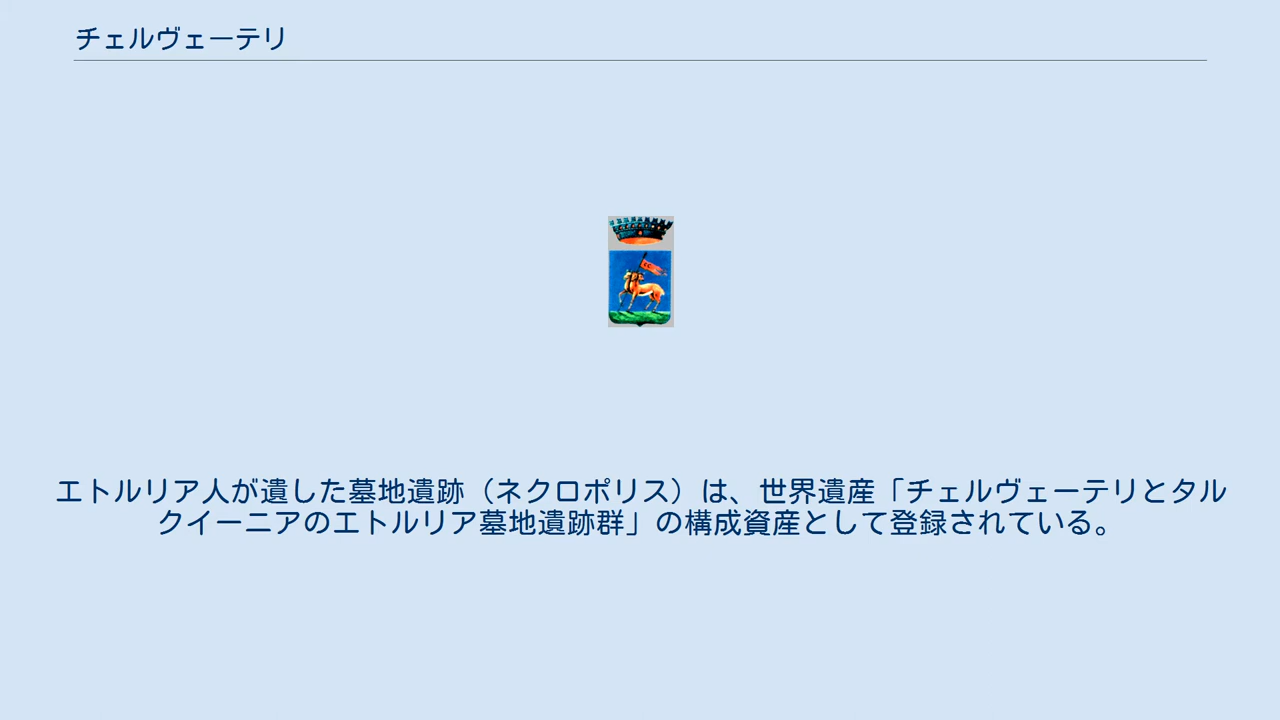 チェルヴェーテリ
エトルリア人が遺した墓地遺跡（ネクロポリス）は、世界遺産「チェルヴェーテリとタル
クイーニアのエトルリア墓地遺跡群」の構成資産として登録されている。